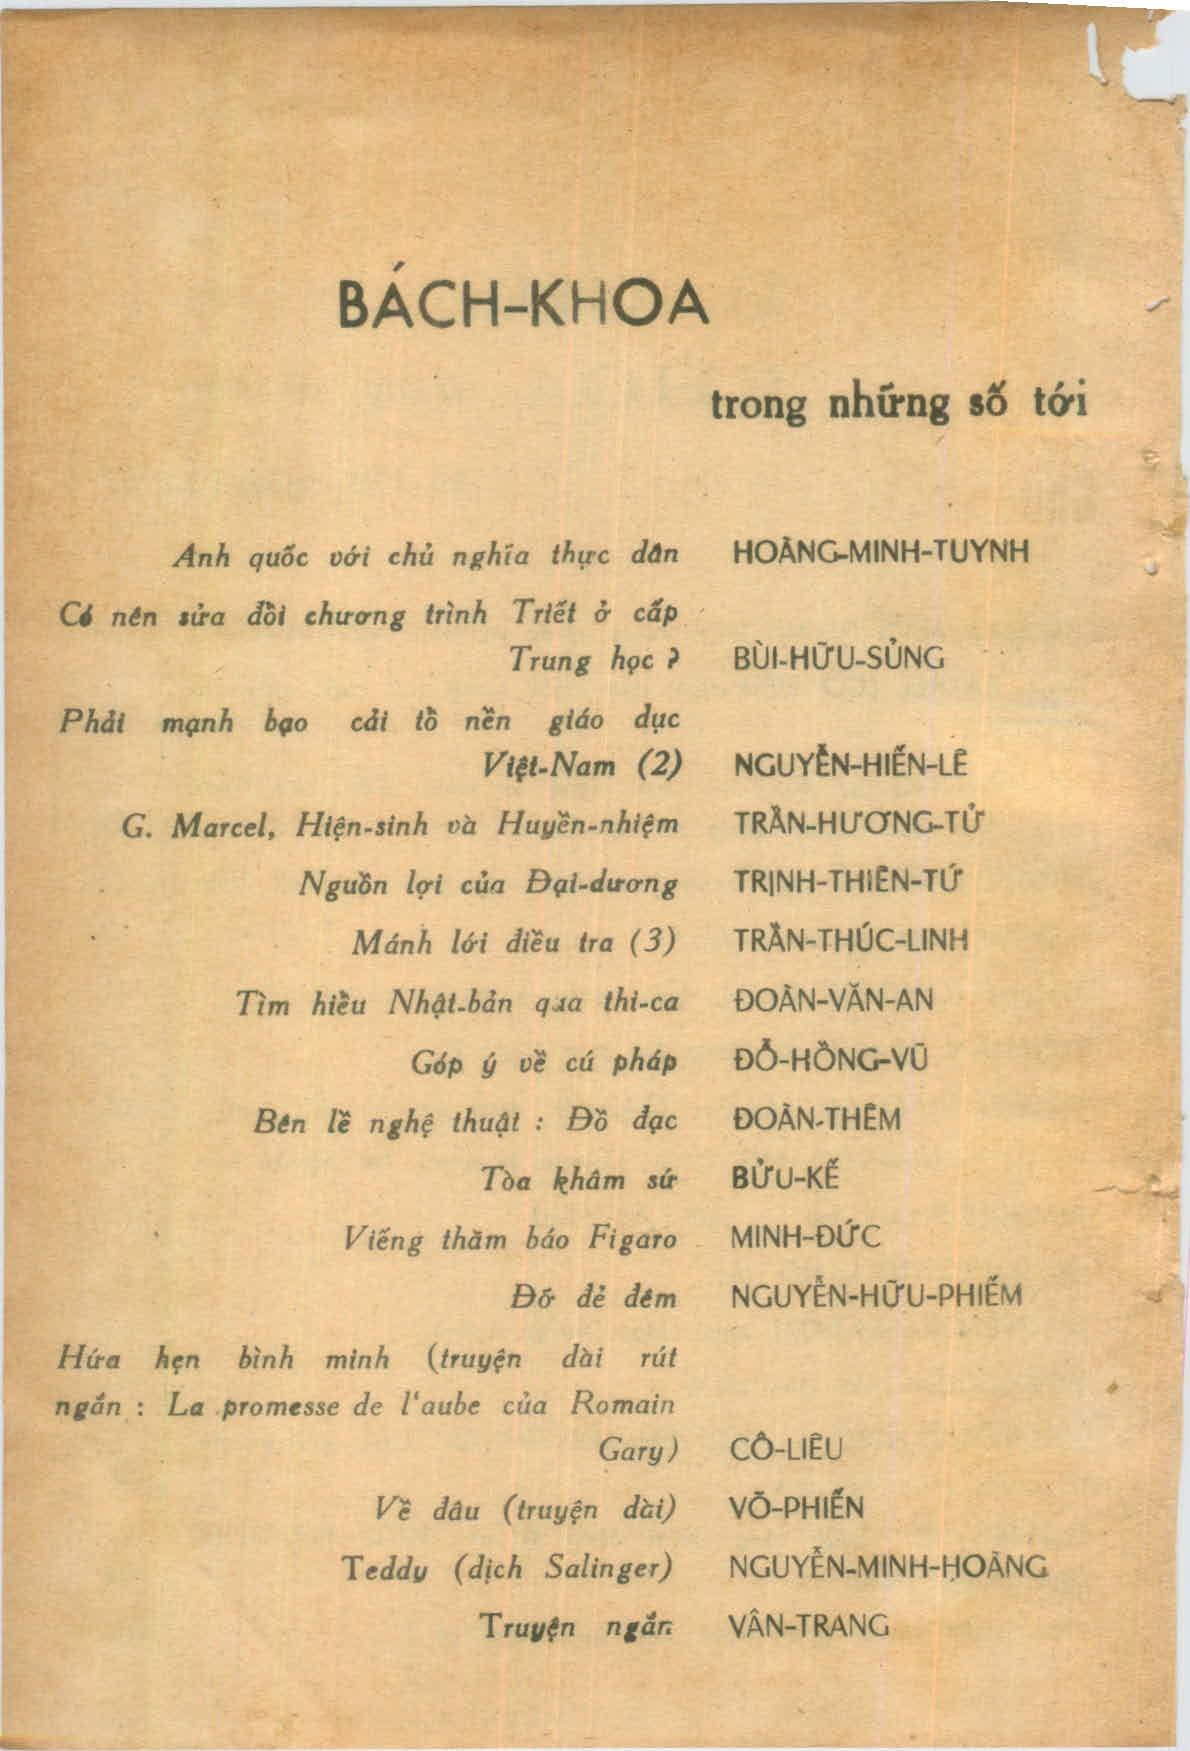 BÁCH-KHOA
trong những số tới
Anh quốc với chủ nghĩa thực dân HOÀNG-MINH-TUYNH
Có nên sửa đổi chương trình Triết ở cấp
Trung học ? BÙI-HỮU-SỦNG
Phải mạnh bạo cải tổ nền giáo dục
Việt-Nam (2) NGUYỄN-HIẾN-LÊ
G. Marcel, Hiện-sinh và Huyền-nhiệm TRẦN-HƯƠNG-TỬ
Nguồn lợi của Đại-dương TRỊNH-THIÊN-TỨ
Mánh lới điều tra (3) TRẦN-THÚC-LINH
Tìm hiểu Nhật-bản qua thi-ca ĐOÀN-VĂN-AN
Góp ý về cú pháp ĐỖ-HỒNG-VŨ
Bên lề nghệ thuật : Đồ đạc ĐOÀN-THÊM
Tòa khâm sứ BỬU-KẾ
Viếng thăm báo Figaro MINH-ĐỨC
Đỡ đẻ đêm NGUYỄN-HỮU-PHIẾM
Hứa hẹn bình minh (truyện dài rút
ngắn : La promesse de l'aube của Romain
Gary) CÔ-LIÊU
Về đâu (truyện dài) VÕ-PHIẾN
Teddy (dịch Salinger) NGUYỄN-MINH-HOÀNG
Truyện ngắn VÂN-TRANG